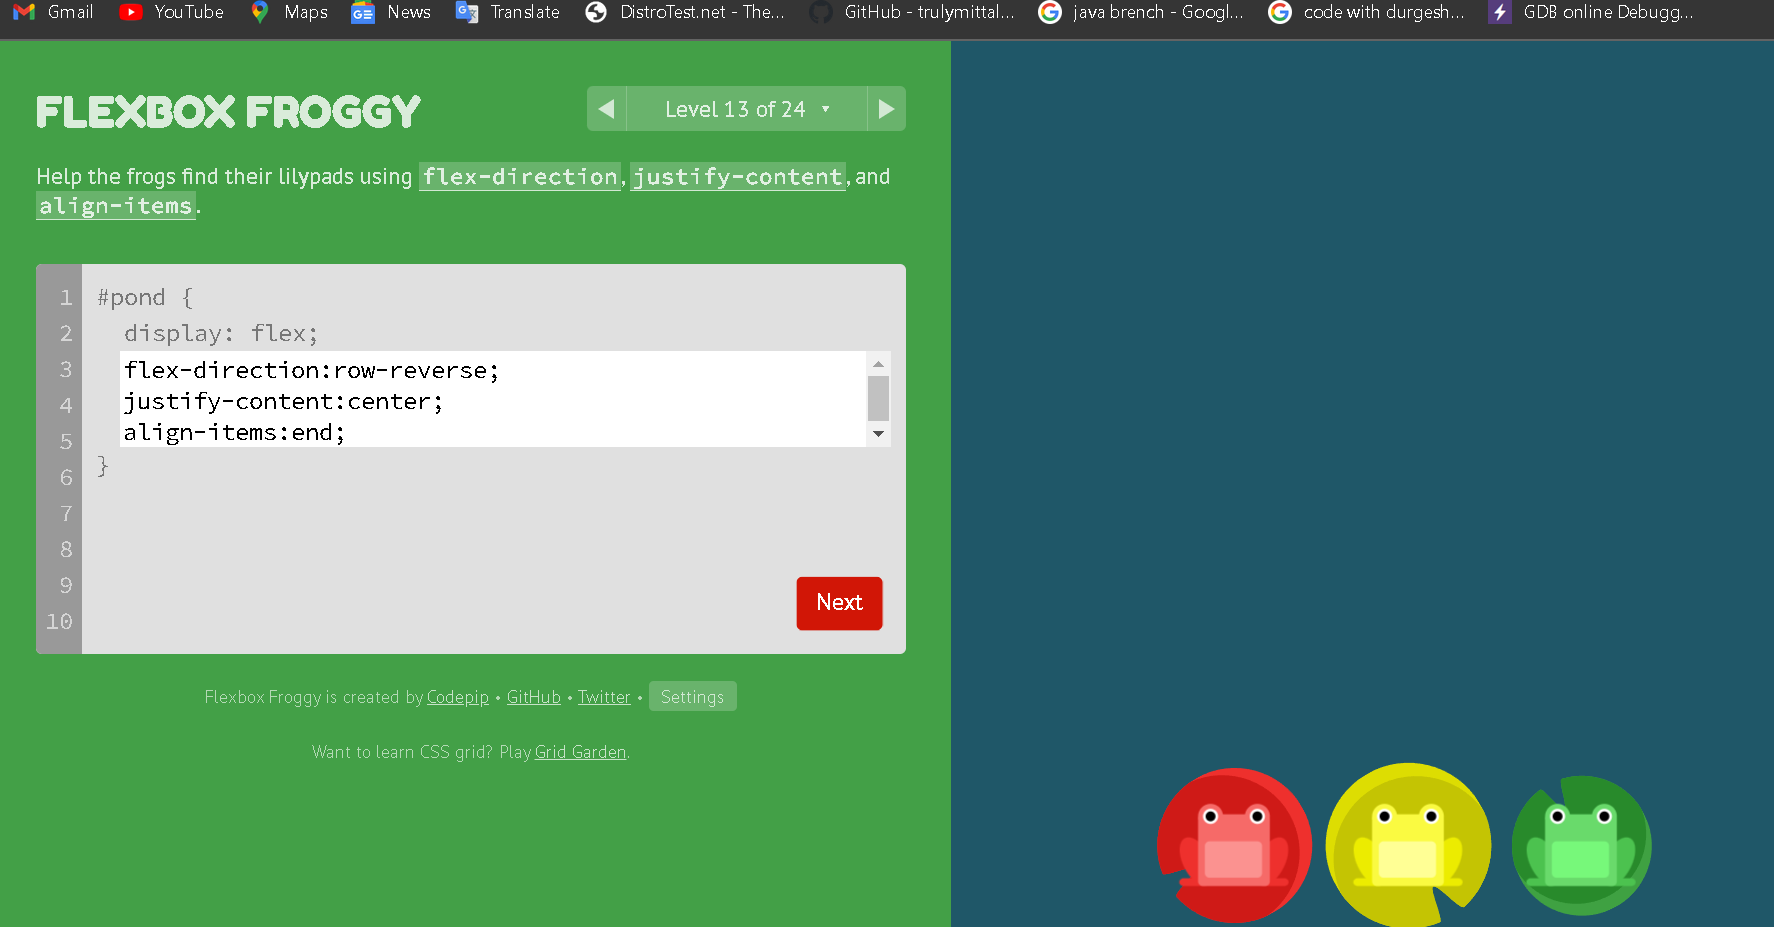 Gmail YouTube Maps News Translate DistroTest.net - The... GitHub - trulymittal... java brench - Googl... code with durgesh... GDB online Debugg...
FLEXBOX FROGGY
Level 13 of 24
Help the frogs find their lilypads using flex-direction, justify-content, and
align-items.
1 #pond {
2 display: flex;
3 flex-direction:row-reverse;
4 justify-content:center;
5 align-items:end;
6 }
7
8
9
10
Next
Flexbox Froggy is created by Codepip • GitHub • Twitter • Settings
Want to learn CSS grid? Play Grid Garden.